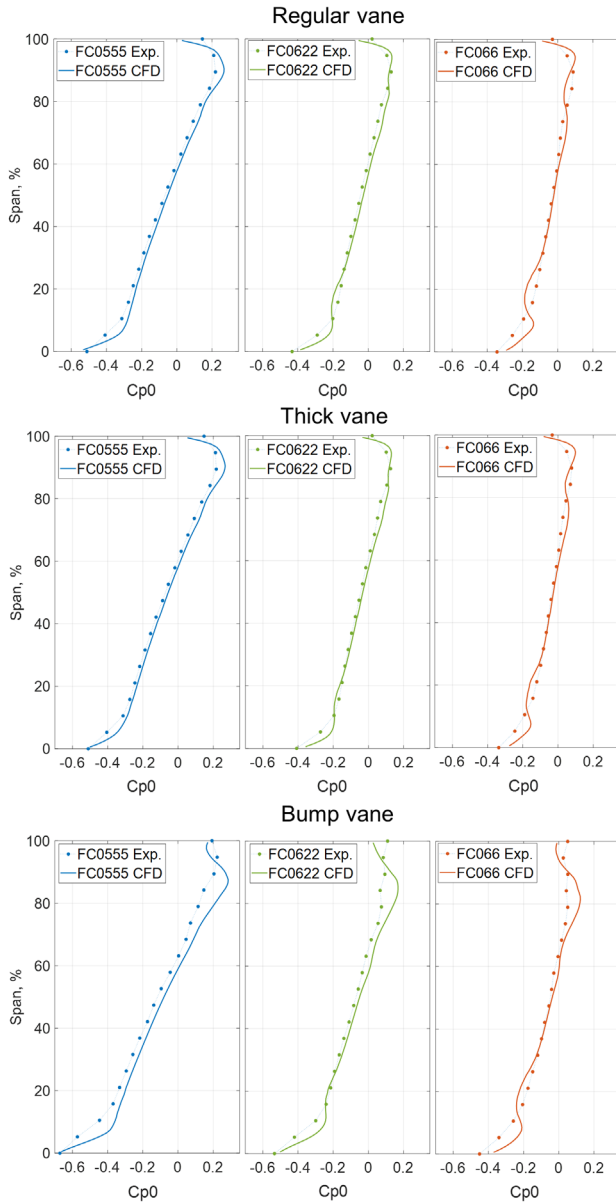 Regular vane
FC0555 Exp.
FC0555 CFD
FC0622 Exp.
FC0622 CFD
FC066 Exp.
FC066 CFD
Span, %
100
80
60
40
20
0
-0.6 -0.4 -0.2 0 0.2
-0.6 -0.4 -0.2 0 0.2
-0.6 -0.4 -0.2 0 0.2
Cp0
Cp0
Cp0
Thick vane
FC0555 Exp.
FC0555 CFD
FC0622 Exp.
FC0622 CFD
FC066 Exp.
FC066 CFD
Span, %
100
80
60
40
20
0
-0.6 -0.4 -0.2 0 0.2
-0.6 -0.4 -0.2 0 0.2
-0.6 -0.4 -0.2 0 0.2
Cp0
Cp0
Cp0
Bump vane
FC0555 Exp.
FC0555 CFD
FC0622 Exp.
FC0622 CFD
FC066 Exp.
FC066 CFD
Span, %
100
80
60
40
20
0
-0.6 -0.4 -0.2 0 0.2
-0.6 -0.4 -0.2 0 0.2
-0.4 -0.2 0 0.2
Cp0
Cp0
Cp0